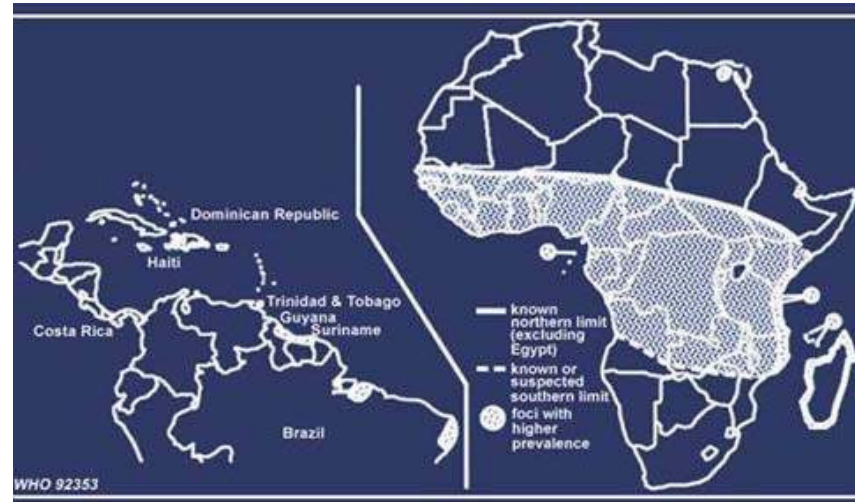 Dominican Republic
Haiti
Trinidad & Tobago
Guyana
Suriname
Costa Rica
Brazil
known
northern limit
(excluding
Egypt)
known or
suspected
southern limit
foci with
higher
prevalence
WHO 92353